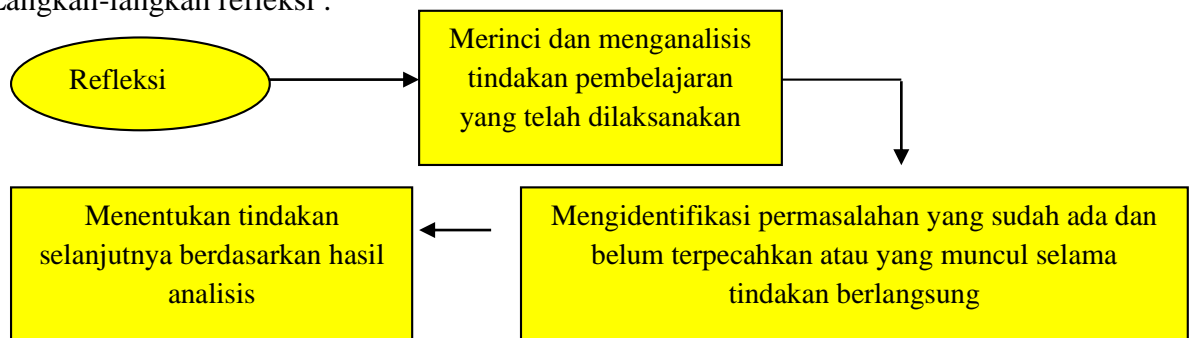 Langkah-langkah refleksi :
Refleksi
Merinci dan menganalisis
tindakan pembelajaran
yang telah dilaksanakan
Mengidentifikasi permasalahan yang sudah ada dan
belum terpecahkan atau yang muncul selama
tindakan berlangsung
Menentukan tindakan
selanjutnya berdasarkan hasil
analisis